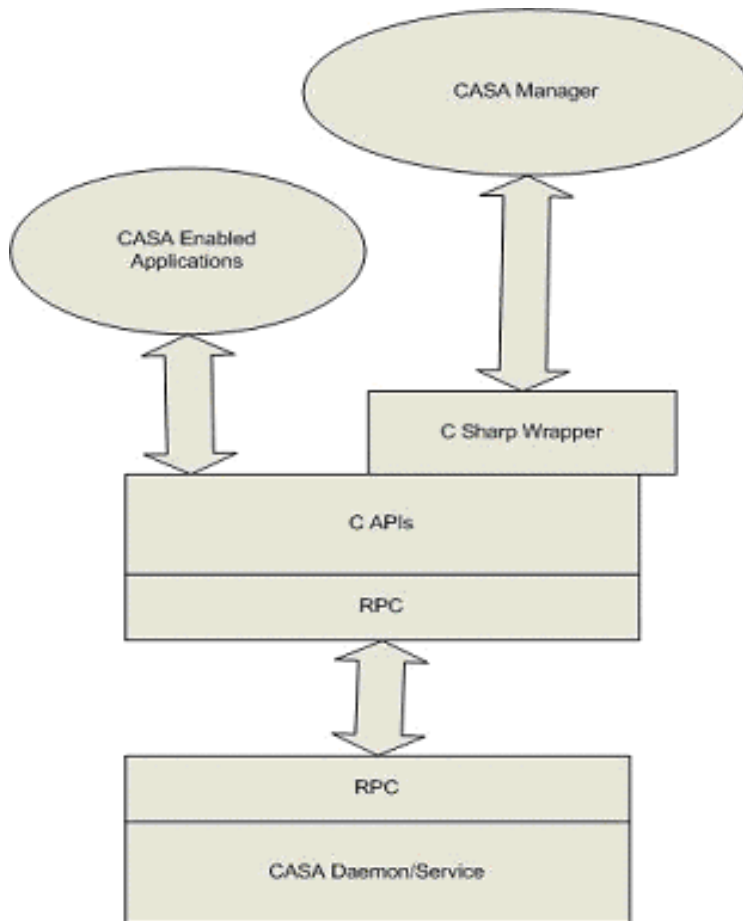 CASA Manager
CASA Enabled
Applications
C Sharp Wrapper
C APIs
RPC
RPC
CASA Daemon/Service